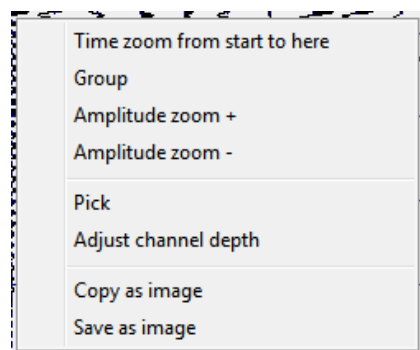 Time zoom from start to here
Group
Amplitude zoom +
Amplitude zoom -
Pick
Adjust channel depth
Copy as image
Save as image